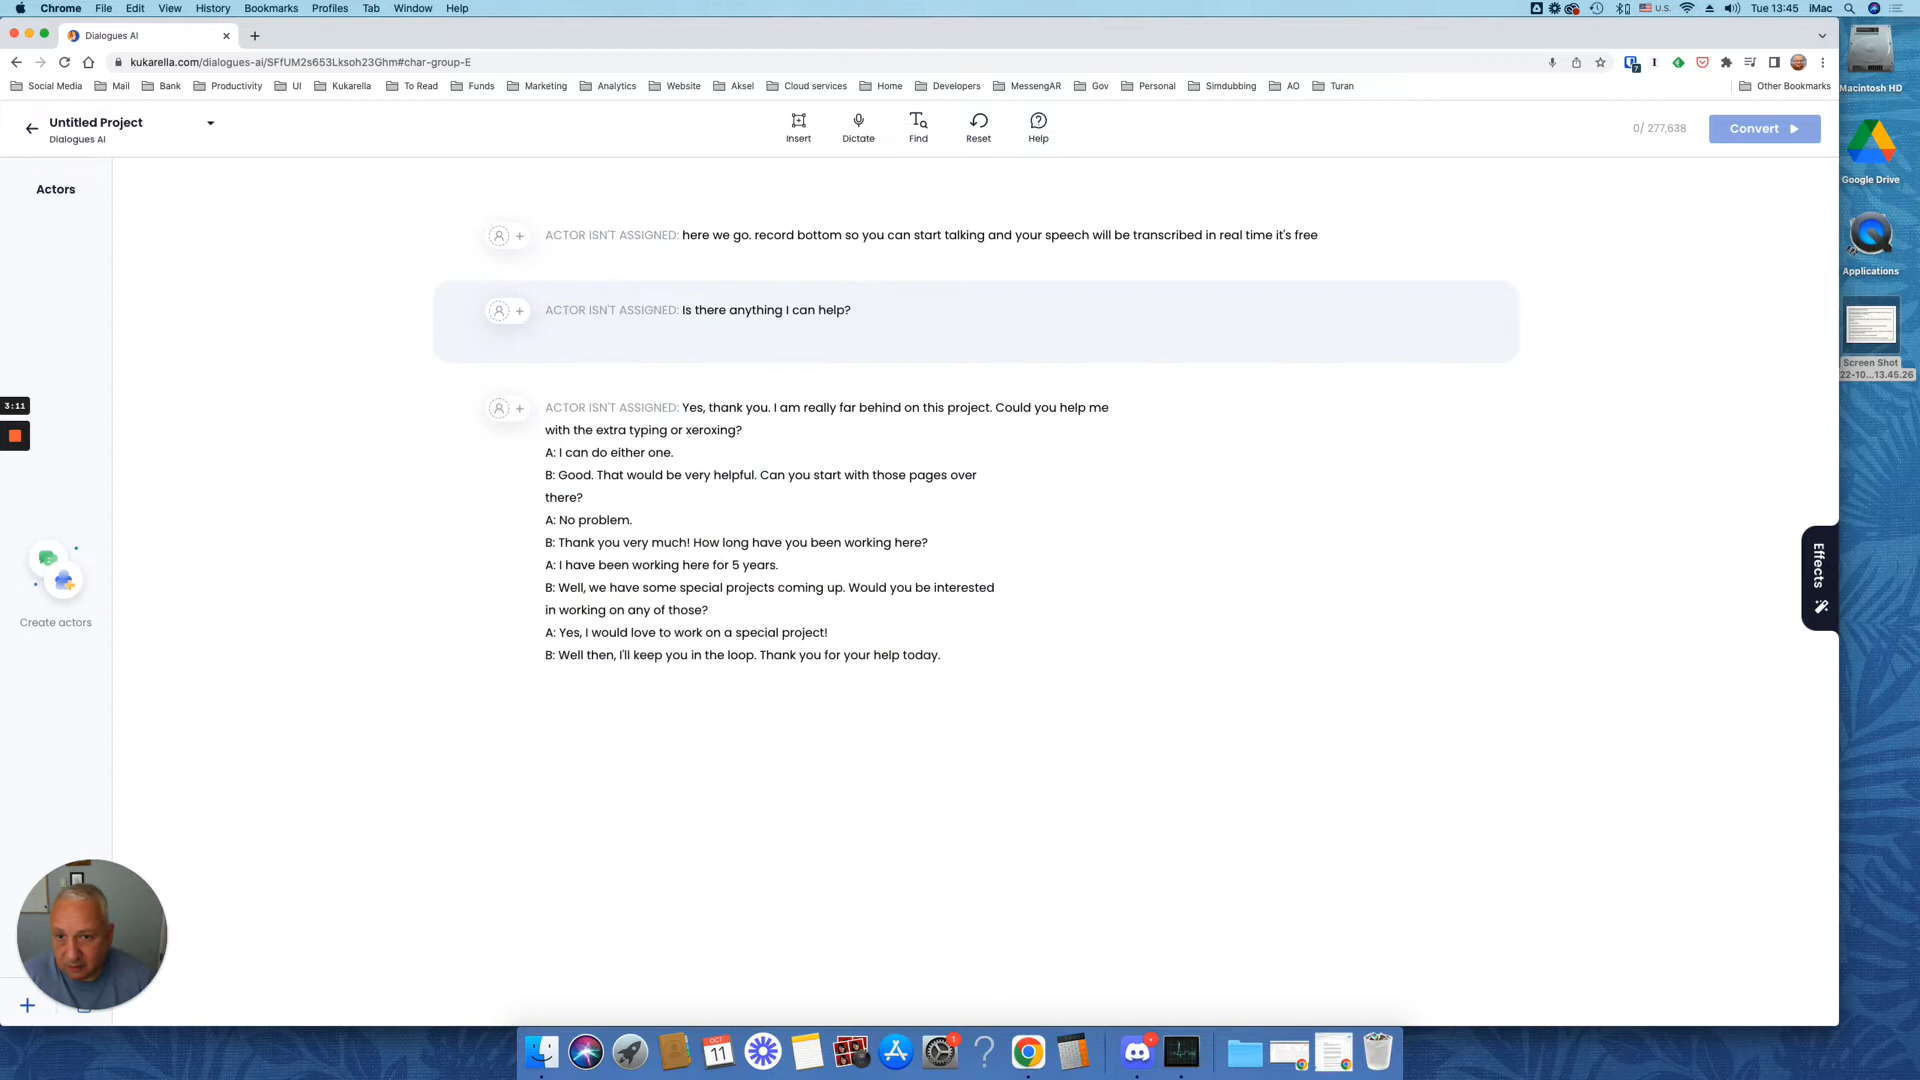 Chrome File Edit View History Bookmarks Profiles Tab Window Help
U.S. Tue 13:45 iMac
Dialogues AI
kukarella.com/dialogues-ai/SFfUM2s653Lksoh23Ghm#char-group-E
Social Media Mail Bank Productivity UI Kukarella To Read Funds Marketing Analytics Website Aksel Cloud services Home Developers MessengAR Gov Personal Simdubbing AO Turan Other Bookmarks
Untitled Project
Dialogues AI
Insert Dictate Find Reset Help
0/ 277,638
Convert
Actors
ACTOR ISN'T ASSIGNED: here we go. record bottom so you can start talking and your speech will be transcribed in real time it's free
ACTOR ISN'T ASSIGNED: Is there anything I can help?
ACTOR ISN'T ASSIGNED: Yes, thank you. I am really far behind on this project. Could you help me
with the extra typing or xeroxing?
A: I can do either one.
B: Good. That would be very helpful. Can you start with those pages over
there?
A: No problem.
B: Thank you very much! How long have you been working here?
A: I have been working here for 5 years.
B: Well, we have some special projects coming up. Would you be interested
in working on any of those?
A: Yes, I would love to work on a special project!
B: Well then, I'll keep you in the loop. Thank you for your help today.
3:11
Create actors
Effects
Macintosh HD
Google Drive
Applications
Screen Shot
22-10...13.45.26
OCT
11
1